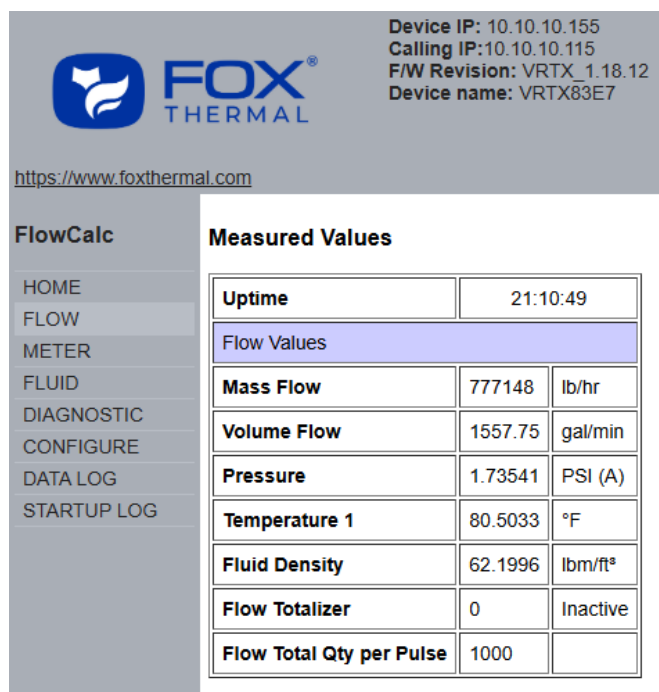 Device IP: 10.10.10.155
Calling IP:10.10.10.115
F/W Revision: VRTX_1.18.12
Device name: VRTX83E7
FOX®
THERMAL
https://www.foxthermal.com
FlowCalc
HOME
FLOW
METER
FLUID
DIAGNOSTIC
CONFIGURE
DATA LOG
STARTUP LOG
Measured Values
Uptime 21:10:49
Flow Values
Mass Flow 777148 lb/hr
Volume Flow 1557.75 gal/min
Pressure 1.73541 PSI (A)
Temperature 1 80.5033 °F
Fluid Density 62.1996 lbm/ft³
Flow Totalizer 0 Inactive
Flow Total Qty per Pulse 1000